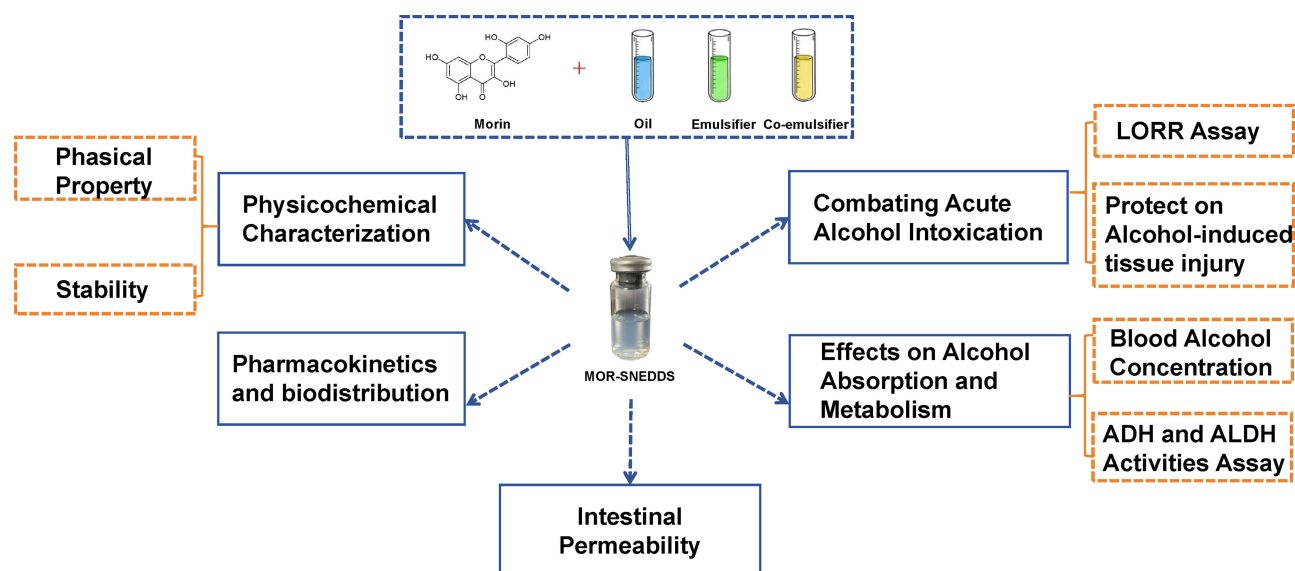 OH
HO
HO
O
OH
OH
O
+
Morin
Oil
Emulsifier
Co-emulsifier
Phasical
Property
Stability
Physicochemical
Characterization
Pharmacokinetics
and biodistribution
MOR-SNEDDS
Intestinal
Permeability
Combating Acute
Alcohol Intoxication
LORR Assay
Protect on
Alcohol-induced
tissue injury
Effects on Alcohol
Absorption and
Metabolism
Blood Alcohol
Concentration
ADH and ALDH
Activities Assay